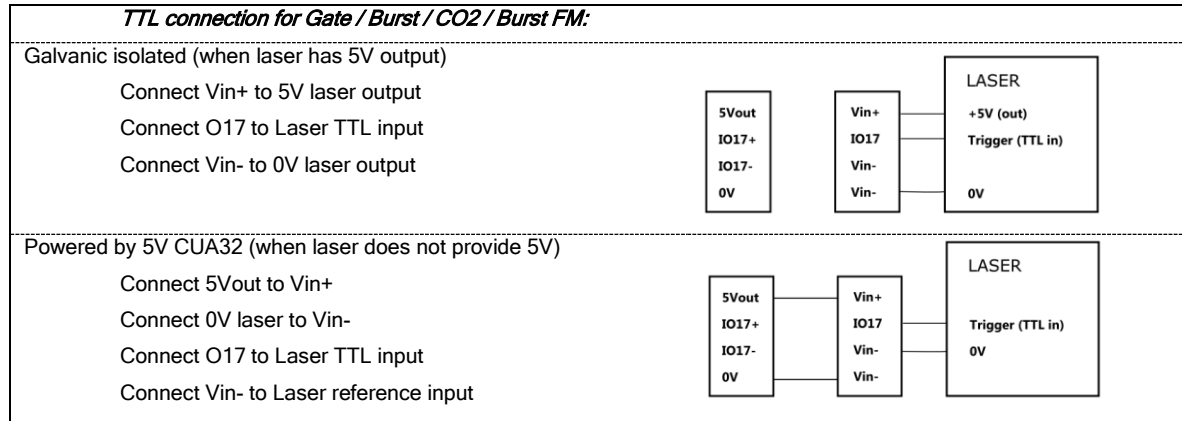 TTL connection for Gate / Burst / CO2 / Burst FM:
Galvanic isolated (when laser has 5V output)
Connect Vin+ to 5V laser output
Connect O17 to Laser TTL input
Connect Vin- to 0V laser output
5Vout
IO17+
IO17-
0V
Vin+
IO17
Vin-
Vin-
LASER
+5V (out)
Trigger (TTL in)
0V
Powered by 5V CUA32 (when laser does not provide 5V)
Connect 5Vout to Vin+
Connect 0V laser to Vin-
Connect O17 to Laser TTL input
Connect Vin- to Laser reference input
5Vout
IO17+
IO17-
0V
Vin+
IO17
Vin-
Vin-
LASER
Trigger (TTL in)
0V